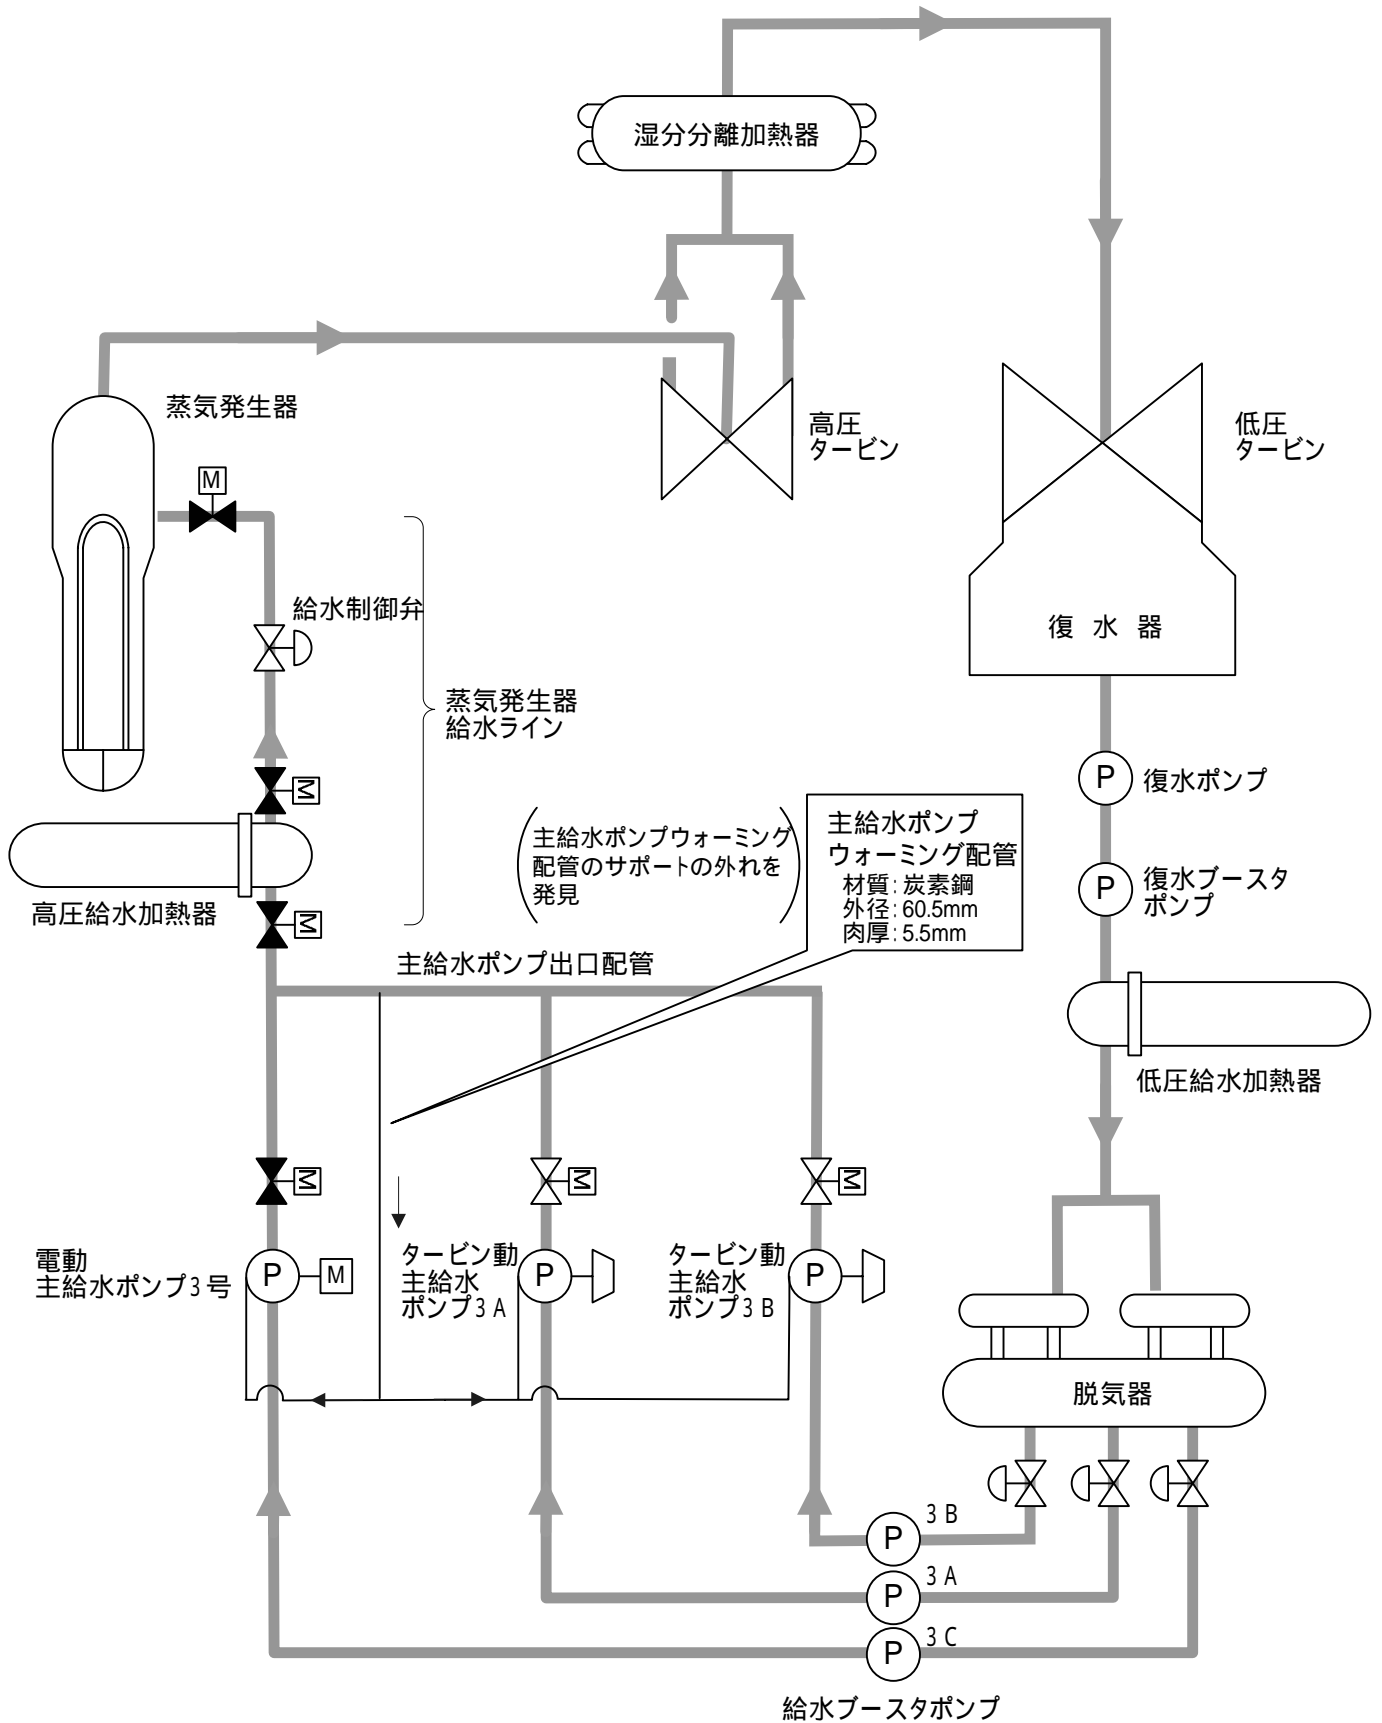 湿分分離加熱器
蒸気発生器
高圧
タービン
低圧
タービン
M
給水制御弁
復 水 器
蒸気発生器
給水ライン
P
復水ポンプ
M
主給水ポンプウォーミング
配管のサポートの外れを
発見
主給水ポンプ
ウォーミング配管
材質：炭素鋼
外径：60.5mm
肉厚：5.5mm
P
復水ブースタ
ポンプ
高圧給水加熱器
M
主給水ポンプ出口配管
低圧給水加熱器
M
M
M
電動
主給水ポンプ3号
P
M
タービン動
主給水
ポンプ3A
P
タービン動
主給水
ポンプ3B
P
脱気器
3B
P
3A
P
3C
P
給水ブースタポンプ